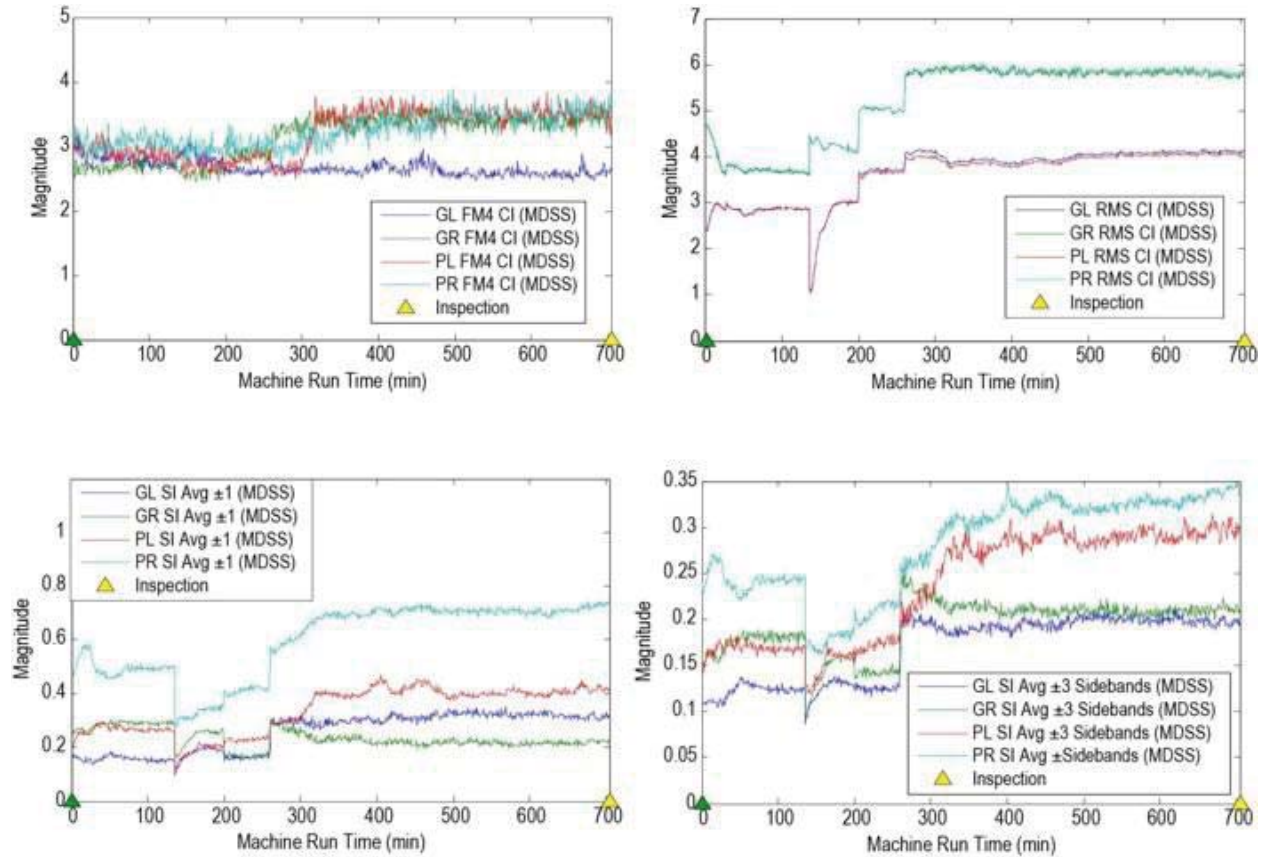 5
4
3
2
1
0
Magnitude
GL FM4 CI (MDSS)
GR FM4 CI (MDSS)
PL FM4 CI (MDSS)
PR FM4 CI (MDSS)
Inspection
0 100 200 300 400 500 600 700
Machine Run Time (min)
7
6
5
4
3
2
1
0
Magnitude
GL RMS CI (MDSS)
GR RMS CI (MDSS)
PL RMS CI (MDSS)
PR RMS CI (MDSS)
Inspection
0 100 200 300 400 500 600 700
Machine Run Time (min)
GL SI Avg ±1 (MDSS)
GR SI Avg ±1 (MDSS)
PL SI Avg ±1 (MDSS)
PR SI Avg ±1 (MDSS)
Inspection
1
0.8
0.6
0.4
0.2
0
Magnitude
0 100 200 300 400 500 600 700
Machine Run Time (min)
0.35
0.3
0.25
0.2
0.15
0.1
0.05
0
Magnitude
GL SI Avg ±3 Sidebands (MDSS)
GR SI Avg ±3 Sidebands (MDSS)
PL SI Avg ±3 Sidebands (MDSS)
PR SI Avg ±Sidebands (MDSS)
Inspection
0 100 200 300 400 500 600 700
Machine Run Time (min)